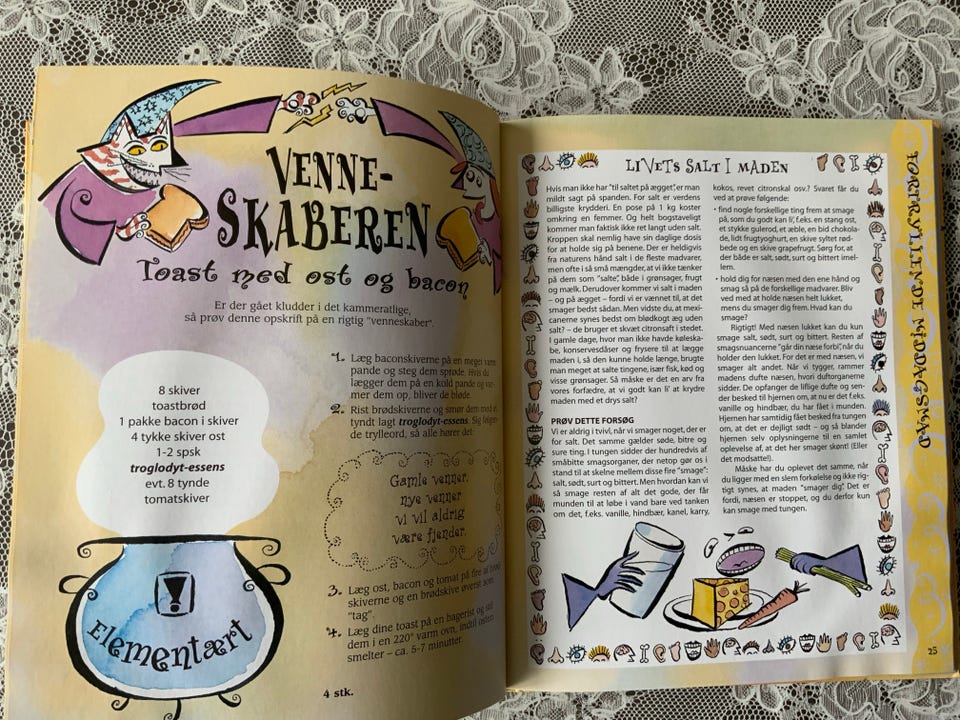 VENNE-
SKABEREN
Toast med ost og bacon
Er der gået kludder i det kammeratlige,
så prøv denne opskrift på en rigtig "venneskaber".
8 skiver
toastbrød
1 pakke bacon i skiver
4 tykke skiver ost
1-2 spsk
troglodyt-essens
evt. 8 tynde
tomatskiver
Elementært
1. Læg baconskiverne på en meget varm
pande og steg dem sprøde. Hvis du
lægger dem på en kold pande og var-
mer dem op, bliver de bløde.
2. Rist brødskiverne og smør dem med et
tyndt lagt troglodyt-essens. Sig følgen-
de trylleord, så alle hører det:
Gamle venner,
nye venner
vi vil aldrig
være fjender.
3. Læg ost, bacon og tomat på fire af
skiverne og en brødskive øverst som
"tag".
4. Læg dine toast på en bagerist og stil
dem i en 220° varm ovn, indtil osten
smelter – ca. 5-7 minutter.
4 stk.
LIVETS SALT I MADEN
Hvis man ikke har "til saltet på ægget", er man
mildt sagt på spanden. For salt er verdens
billigste krydderi. En pose på 1 kg koster
omkring en femmer. Og helt bogstaveligt
kommer man faktisk ikke ret langt uden salt.
Kroppen skal nemlig have sin daglige dosis
for at holde sig på benene. Der er heldigvis
fra naturens hånd salt i de fleste madvarer,
men ofte i så små mængder, at vi ikke tænker
på dem som "salte", både i grønsager, frugt
og mælk. Derudover kommer vi salt i maden
– og på ægget – fordi vi er vænnet til, at det
smager bedst sådan. Men vidste du, at mexi-
canerne synes bedst om blødkogt æg uden
salt? – de bruger et skvæt citronsaft i stedet.
I gamle dage, hvor man ikke havde køleska-
be, konservesdåser og frysere til at lægge
maden i, så den kunne holde længe, brugte
man meget at salte tingene, især fisk, kød og
visse grønsager. Så måske er det en arv fra
vores forfædre, at vi godt kan li' at krydre
maden med et drys salt?
PRØV DETTE FORSØG
Vi er aldrig i tvivl, når vi smager noget, der er
for salt. Det samme gælder søde, bitre og
sure ting. I tungen sidder der hundredvis af
småbitte smagsorganer, der netop gør os i
stand til at skelne mellem disse fire "smage":
salt, sødt, surt og bittert. Men hvordan kan vi
så smage resten af alt det gode, der får
munden til at løbe i vand bare ved tanken
om det, f.eks. vanille, hindbær, kanel, karry,
kokos, revet citronskal osv.? Svaret får du
ved at prøve følgende:
• find nogle forskellige ting frem at smage
på, som du godt kan li', f.eks. en stang ost,
et stykke gulerod, et æble, en bid chokola-
de, lidt frugtyoghurt, en skive syltet rød-
bede og en skive grapefrugt. Sørg for, at
der både er salt, sødt, surt og bittert imel-
lem.
• hold dig for næsen med den ene hånd og
smag så på de forskellige madvarer. Bliv
ved med at holde næsen helt lukket,
mens du smager dig frem. Hvad kan du
smage?
Rigtigt! Med næsen lukket kan du kun
smage salt, sødt, surt og bittert. Resten af
smagsnuancerne "går din næse forbi", når du
holder den lukket. For det er med næsen, vi
smager alt andet. Når vi tygger, rammer
madens dufte næsen, hvori duftorganerne
sidder. De opfanger de liflige dufte og sen-
der besked til hjernen om, at nu er det f.eks.
vanille og hindbær, du har fået i munden.
Hjernen har samtidig fået besked fra tungen
om, at det er dejligt sødt – og så blander
hjernen selv oplysningerne til en samlet
oplevelse af, at det her smager skønt! (Eller
det modsatte!).
Måske har du oplevet det samme, når
du ligger med en slem forkølelse og ikke rig-
tigt synes, at maden "smager dig". Det er
fordi, næsen er stoppet, og du derfor kun
kan smage med tungen.
FORTRYLLENDE MIDDAGSMAD
25